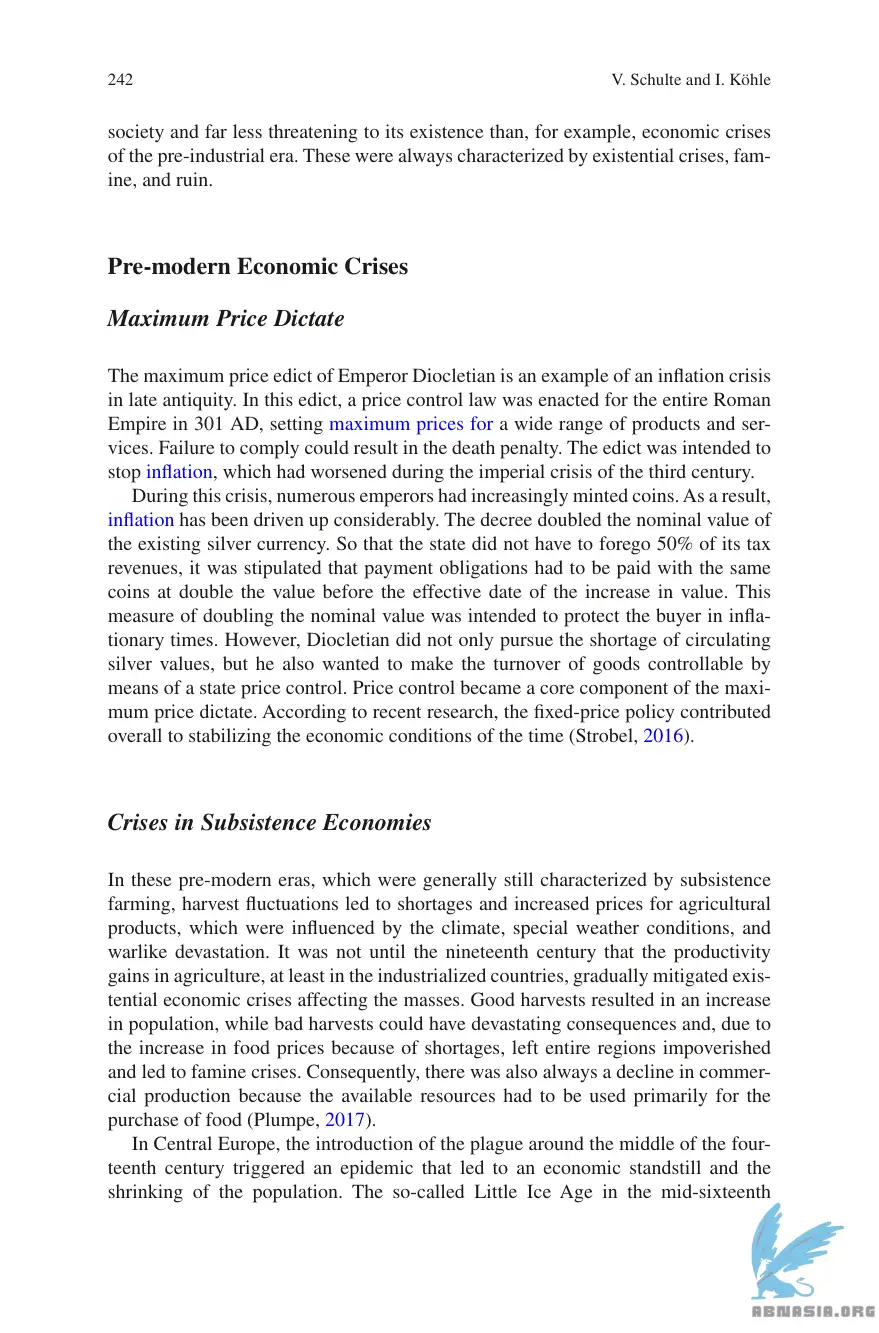 242
V. Schulte and I. Köhle
society and far less threatening to its existence than, for example, economic crises
of the pre-industrial era. These were always characterized by existential crises, fam-
ine, and ruin.
Pre-modern Economic Crises
Maximum Price Dictate
The maximum price edict of Emperor Diocletian is an example of an inflation crisis
in late antiquity. In this edict, a price control law was enacted for the entire Roman
Empire in 301 AD, setting maximum prices for a wide range of products and ser-
vices. Failure to comply could result in the death penalty. The edict was intended to
stop inflation, which had worsened during the imperial crisis of the third century.
During this crisis, numerous emperors had increasingly minted coins. As a result,
inflation has been driven up considerably. The decree doubled the nominal value of
the existing silver currency. So that the state did not have to forego 50% of its tax
revenues, it was stipulated that payment obligations had to be paid with the same
coins at double the value before the effective date of the increase in value. This
measure of doubling the nominal value was intended to protect the buyer in infla-
tionary times. However, Diocletian did not only pursue the shortage of circulating
silver values, but he also wanted to make the turnover of goods controllable by
means of a state price control. Price control became a core component of the maxi-
mum price dictate. According to recent research, the fixed-price policy contributed
overall to stabilizing the economic conditions of the time (Strobel, 2016).
Crises in Subsistence Economies
In these pre-modern eras, which were generally still characterized by subsistence
farming, harvest fluctuations led to shortages and increased prices for agricultural
products, which were influenced by the climate, special weather conditions, and
warlike devastation. It was not until the nineteenth century that the productivity
gains in agriculture, at least in the industrialized countries, gradually mitigated exis-
tential economic crises affecting the masses. Good harvests resulted in an increase
in population, while bad harvests could have devastating consequences and, due to
the increase in food prices because of shortages, left entire regions impoverished
and led to famine crises. Consequently, there was also always a decline in commer-
cial production because the available resources had to be used primarily for the
purchase of food (Plumpe, 2017).
In Central Europe, the introduction of the plague around the middle of the four-
teenth century triggered an epidemic that led to an economic standstill and the
shrinking of the population. The so-called Little Ice Age in the mid-sixteenth
ABNASIA.ORG